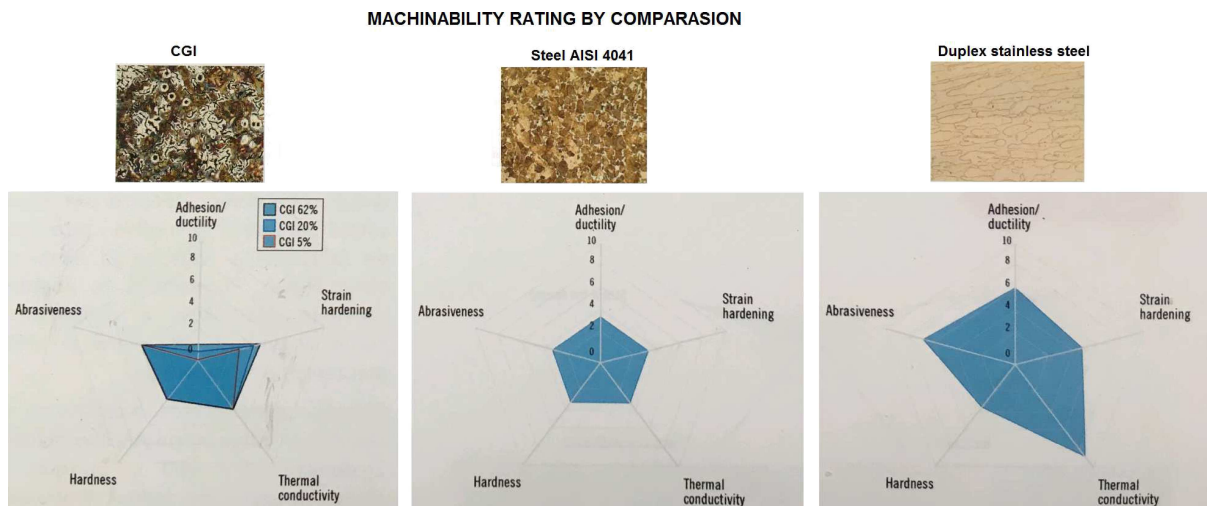 MACHINABILITY RATING BY COMPARASION
CGI
Steel AISI 4041
Duplex stainless steel
Adhesion/
ductility
10
8
6
4
2
0
CGI 62%
CGI 20%
CGI 5%
Abrasiveness
Strain
hardening
Hardness
Thermal
conductivity
Adhesion/
ductility
10
8
6
4
2
0
Abrasiveness
Strain
hardening
Hardness
Thermal
conductivity
Adhesion/
ductility
10
8
6
4
2
0
Abrasiveness
Strain
hardening
Hardness
Thermal
conductivity